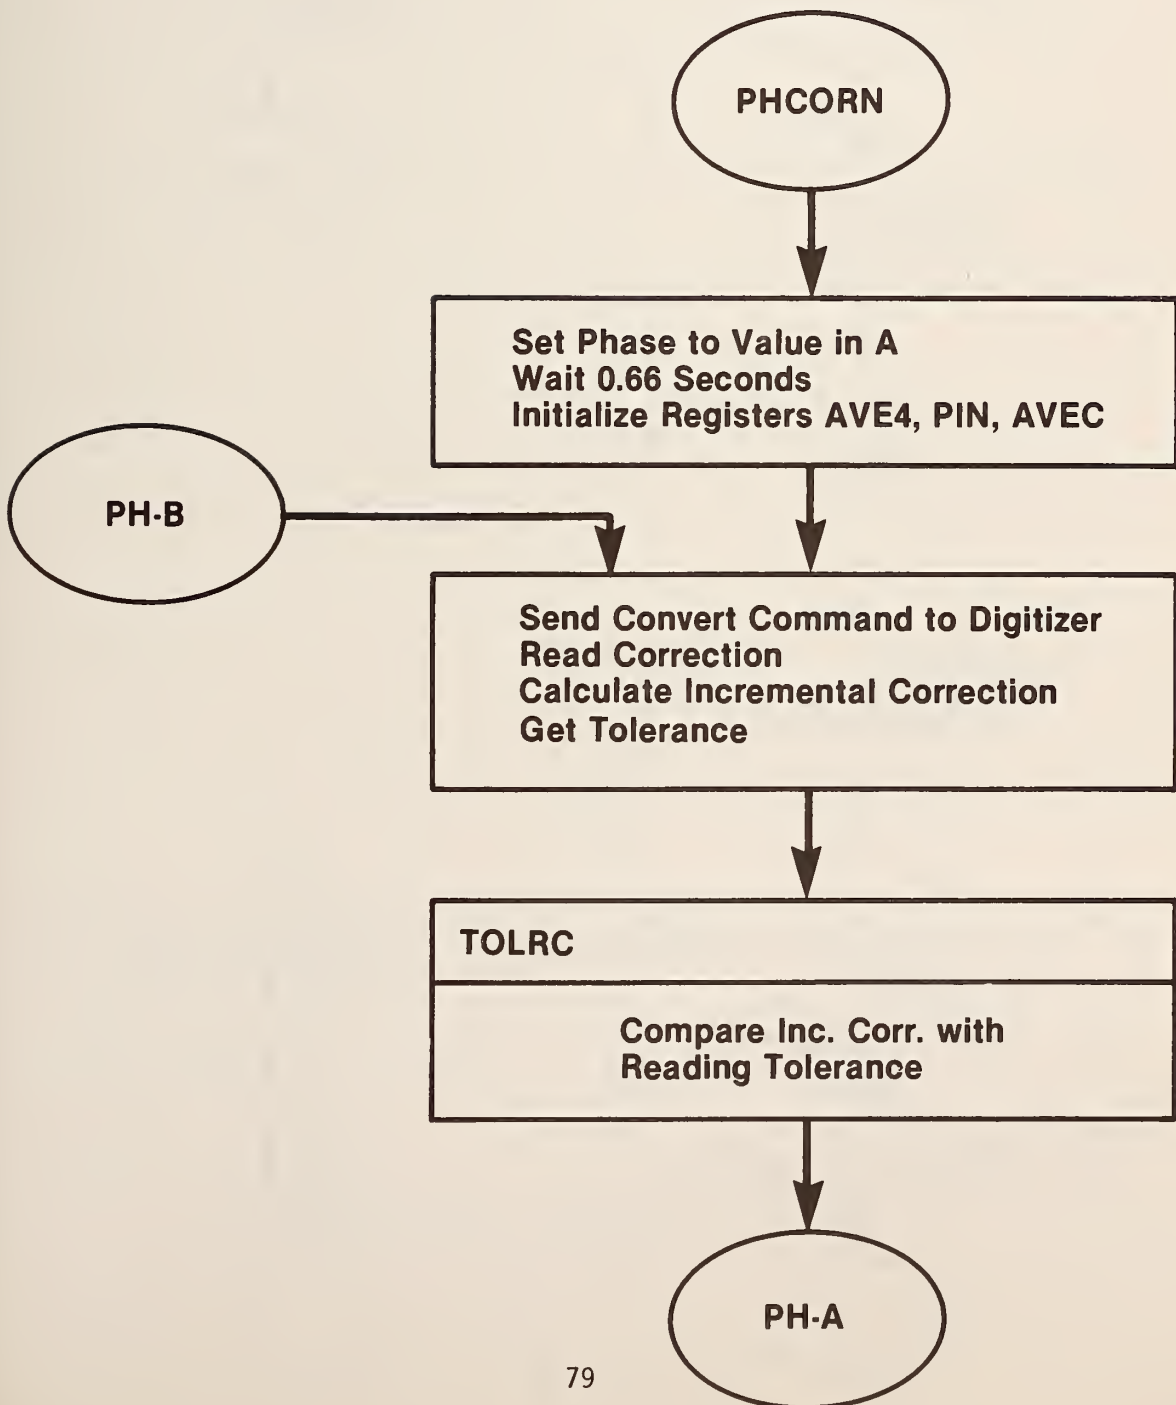 PHCORN
Set Phase to Value in A
Wait 0.66 Seconds
Initialize Registers AVE4, PIN, AVEC
PH-B
Send Convert Command to Digitizer
Read Correction
Calculate Incremental Correction
Get Tolerance
TOLRC
Compare Inc. Corr. with
Reading Tolerance
PH-A
79